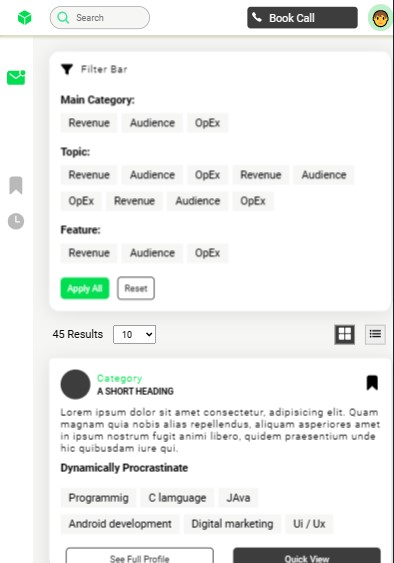 Search
Book Call
Filter Bar
Main Category:
Revenue Audience OpEx
Topic:
Revenue Audience OpEx Revenue Audience
OpEx Revenue Audience OpEx
Feature:
Revenue Audience OpEx
Apply All Reset
45 Results 10
Category
A SHORT HEADING
Lorem ipsum dolor sit amet consectetur, adipisicing elit. Quam
magnam quia nobis alias repellendus, aliquam asperiores amet
in ipsum nostrum fugit animi libero, quidem praesentium unde
hic quibusdam iure qui.
Dynamically Procrastinate
Programmig C lamguage JAva
Android development Digital marketing Ui / Ux
See Full Profile Quick View